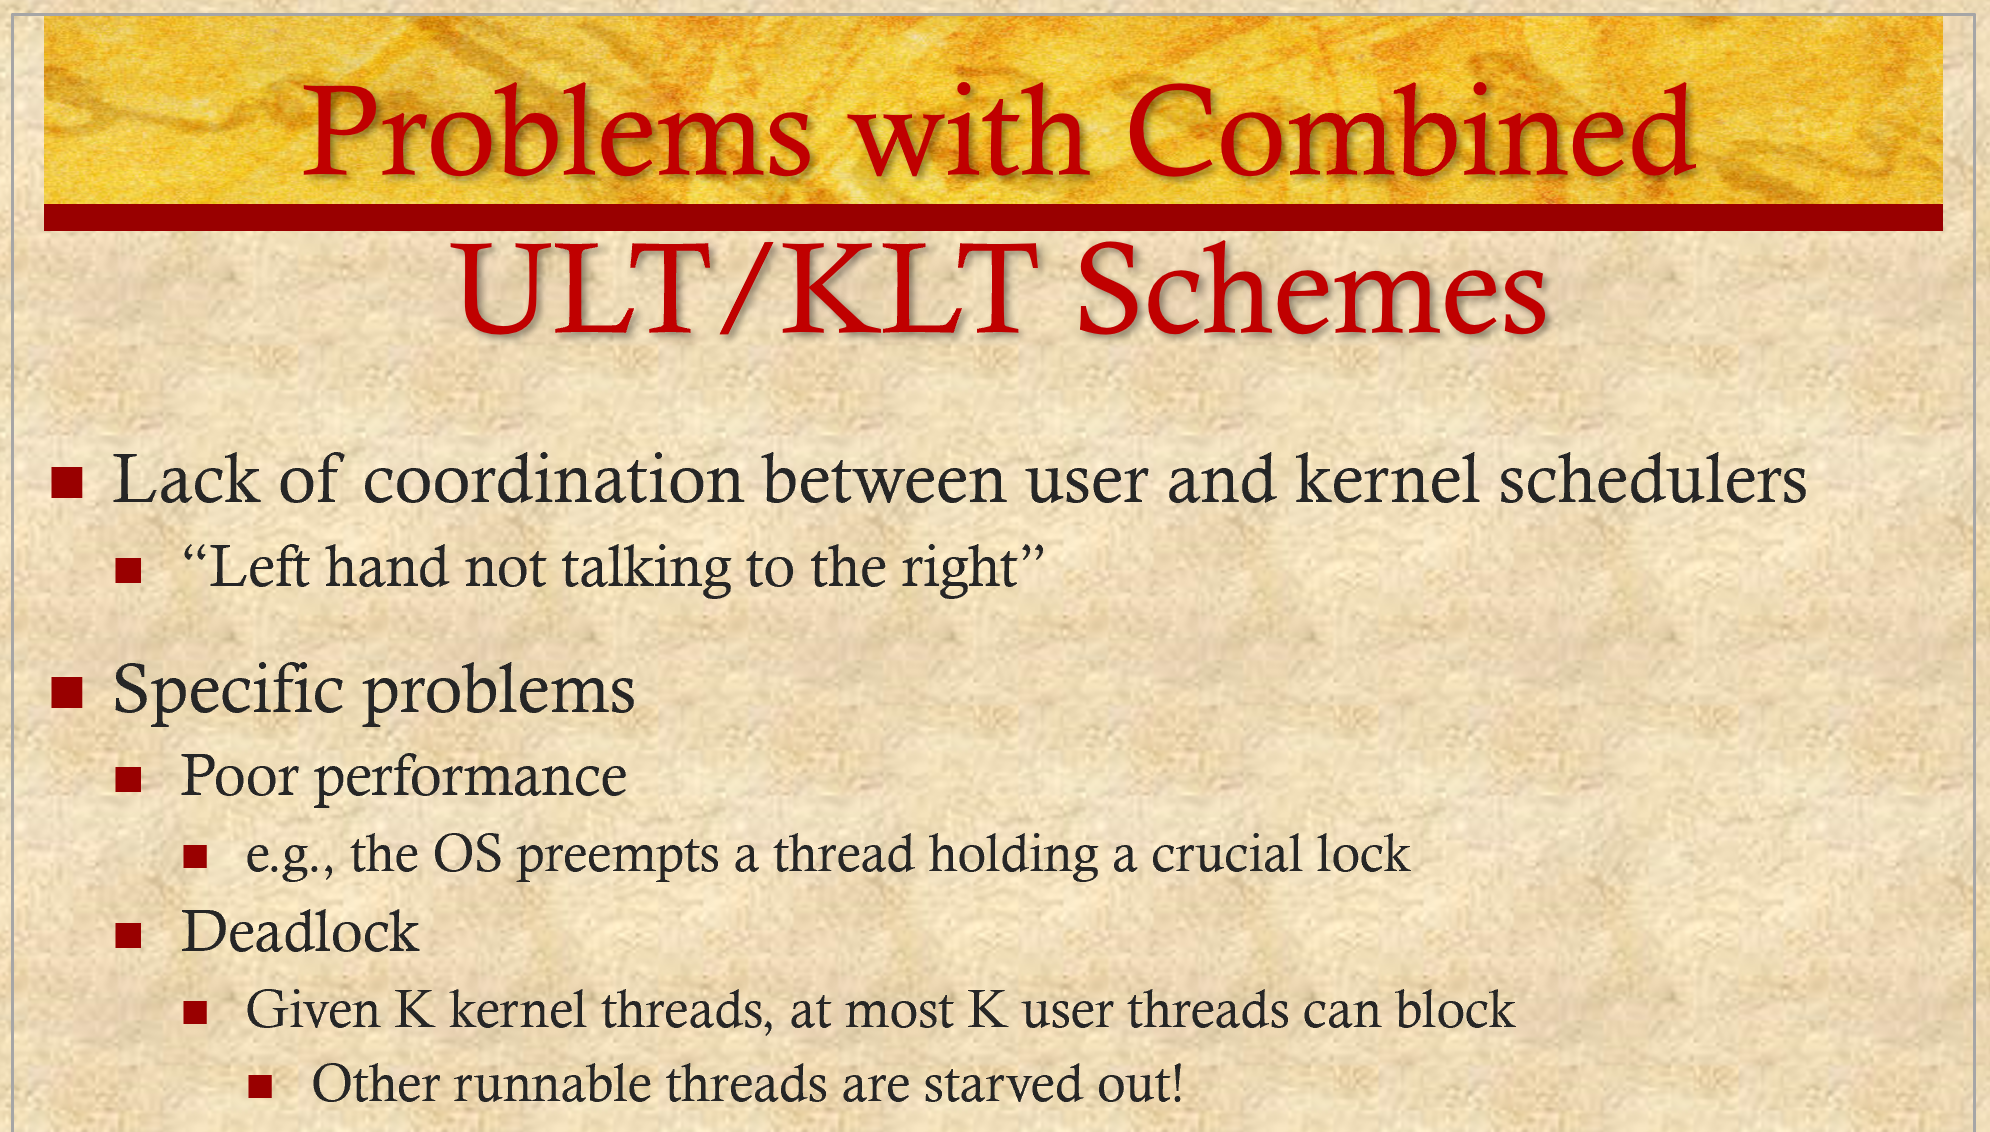 Problems with Combined
ULT/KLT Schemes
Lack of coordination between user and kernel schedulers
“Left hand not talking to the right”
Specific problems
Poor performance
e.g., the OS preempts a thread holding a crucial lock
Deadlock
Given K kernel threads, at most K user threads can block
Other runnable threads are starved out!